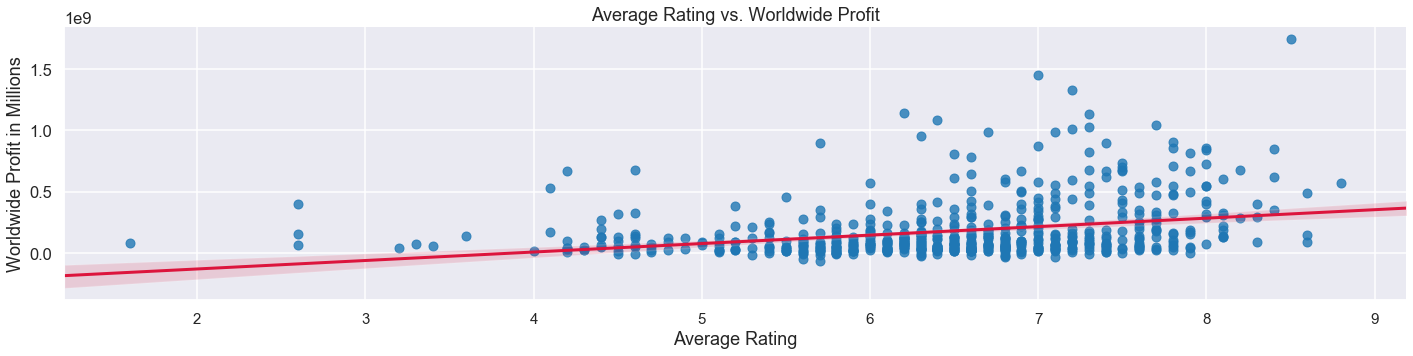 Average Rating vs. Worldwide Profit
1e9
Worldwide Profit in Millions
1.5
1.0
0.5
0.0
2 3 4 5 6 7 8 9
Average Rating